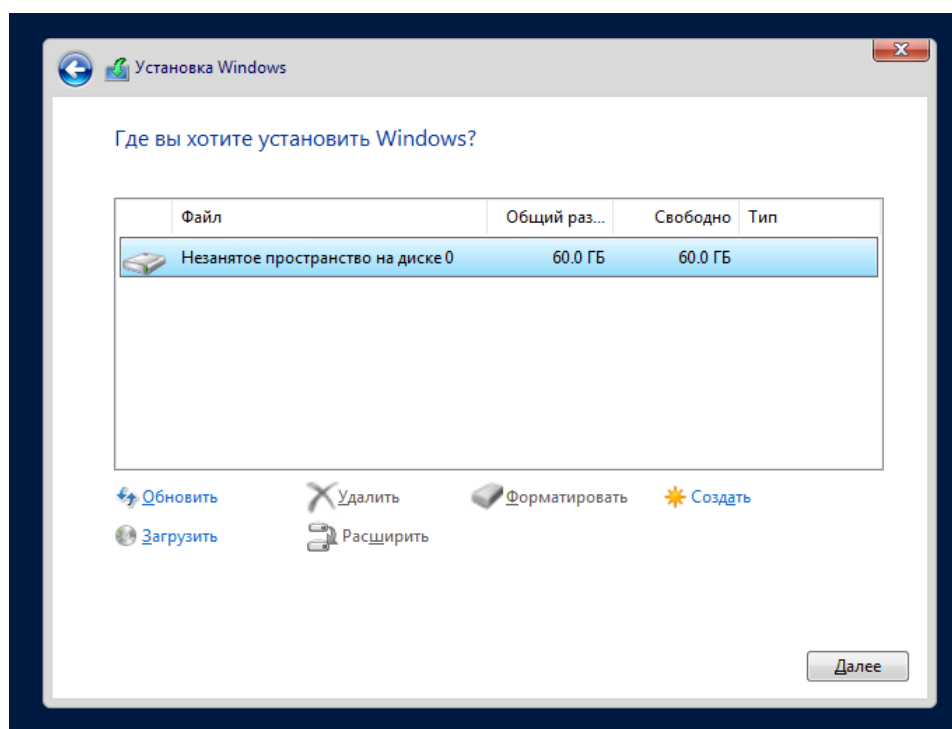 Установка Windows
Где вы хотите установить Windows?
Файл Общий раз... Свободно Тип
Незанятое пространство на диске 0 60.0 ГБ 60.0 ГБ
Обновить Удалить Форматировать Создать
Загрузить Расширить
Далее